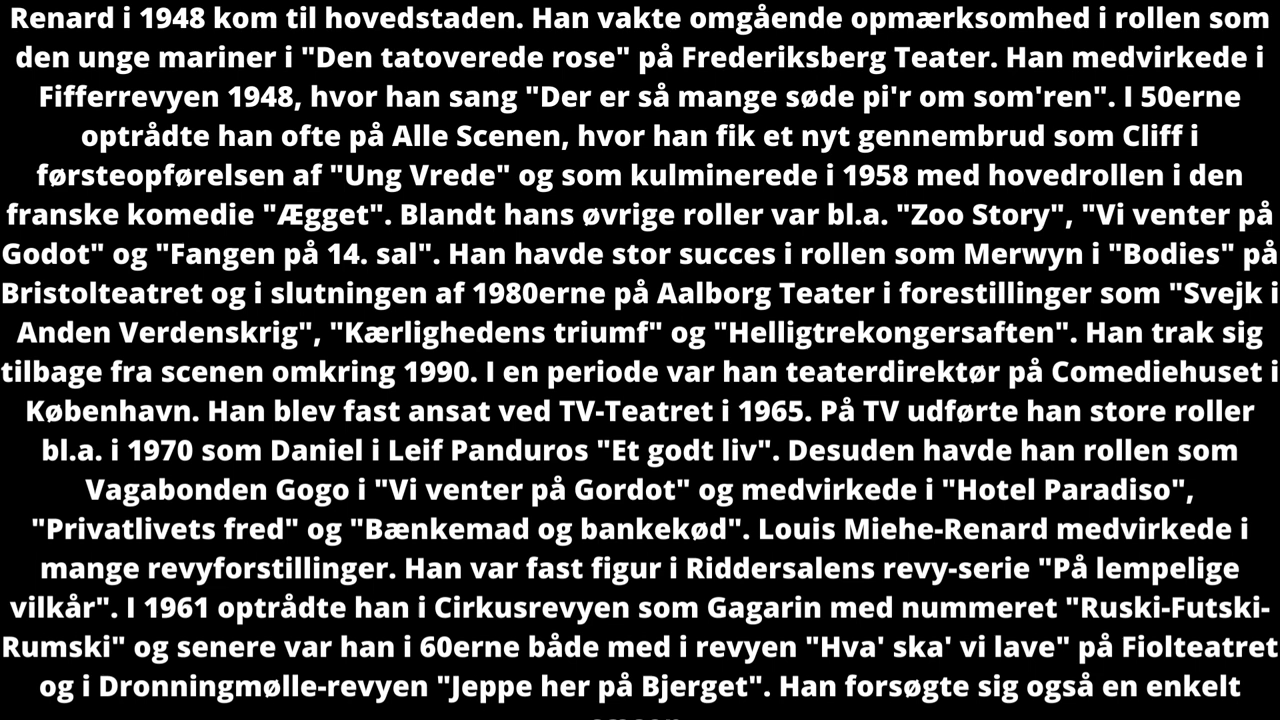 Renard i 1948 kom til hovedstaden. Han vakte omgående opmærksomhed i rollen som
den unge mariner i "Den tatoverede rose" på Frederiksberg Teater. Han medvirkede i
Fifferrevyen 1948, hvor han sang "Der er så mange søde pi'r om som'ren". I 50erne
optrådte han ofte på Alle Scenen, hvor han fik et nyt gennembrud som Cliff i
førsteopførelsen af "Ung Vrede" og som kulminerede i 1958 med hovedrollen i den
franske komedie "Ægget". Blandt hans øvrige roller var bl.a. "Zoo Story", "Vi venter på
Godot" og "Fangen på 14. sal". Han havde stor succes i rollen som Merwyn i "Bodies" på
Bristolteatret og i slutningen af 1980erne på Aalborg Teater i forestillinger som "Svejk i
Anden Verdenskrig", "Kærlighedens triumf" og "Helligtrekongersaften". Han trak sig
tilbage fra scenen omkring 1990. I en periode var han teaterdirektør på Comediehuset i
København. Han blev fast ansat ved TV-Teatret i 1965. På TV udførte han store roller
bl.a. i 1970 som Daniel i Leif Panduros "Et godt liv". Desuden havde han rollen som
Vagabonden Gogo i "Vi venter på Gordot" og medvirkede i "Hotel Paradiso",
"Privatlivets fred" og "Bænkemad og bankekød". Louis Miehe-Renard medvirkede i
mange revyforstillinger. Han var fast figur i Riddersalens revy-serie "På lempelige
vilkår". I 1961 optrådte han i Cirkusrevyen som Gagarin med nummeret "Ruski-Futski-
Rumski" og senere var han i 60erne både med i revyen "Hva' ska' vi lave" på Fiolteatret
og i Dronningmølle-revyen "Jeppe her på Bjerget". Han forsøgte sig også en enkelt